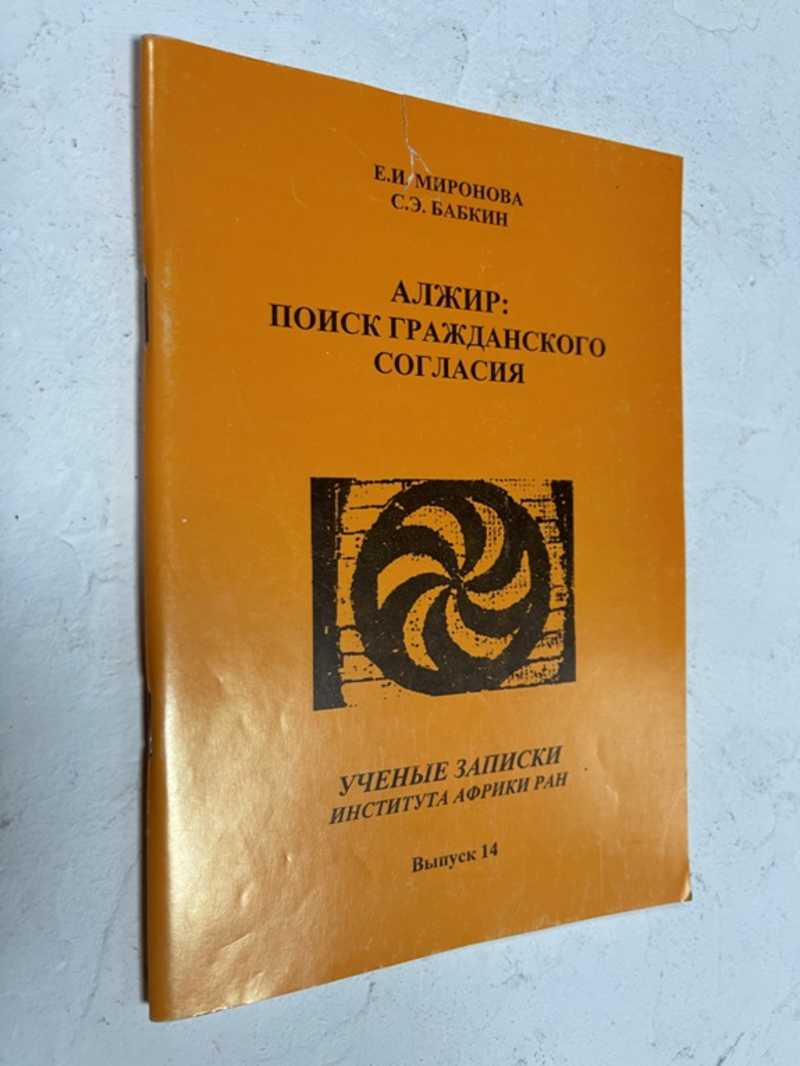 Е.И. МИРОНОВА
С.Э. БАБКИН
АЛЖИР:
ПОИСК ГРАЖДАНСКОГО
СОГЛАСИЯ
УЧЕНЫЕ ЗАПИСКИ
ИНСТИТУТА АФРИКИ РАН
Выпуск 14